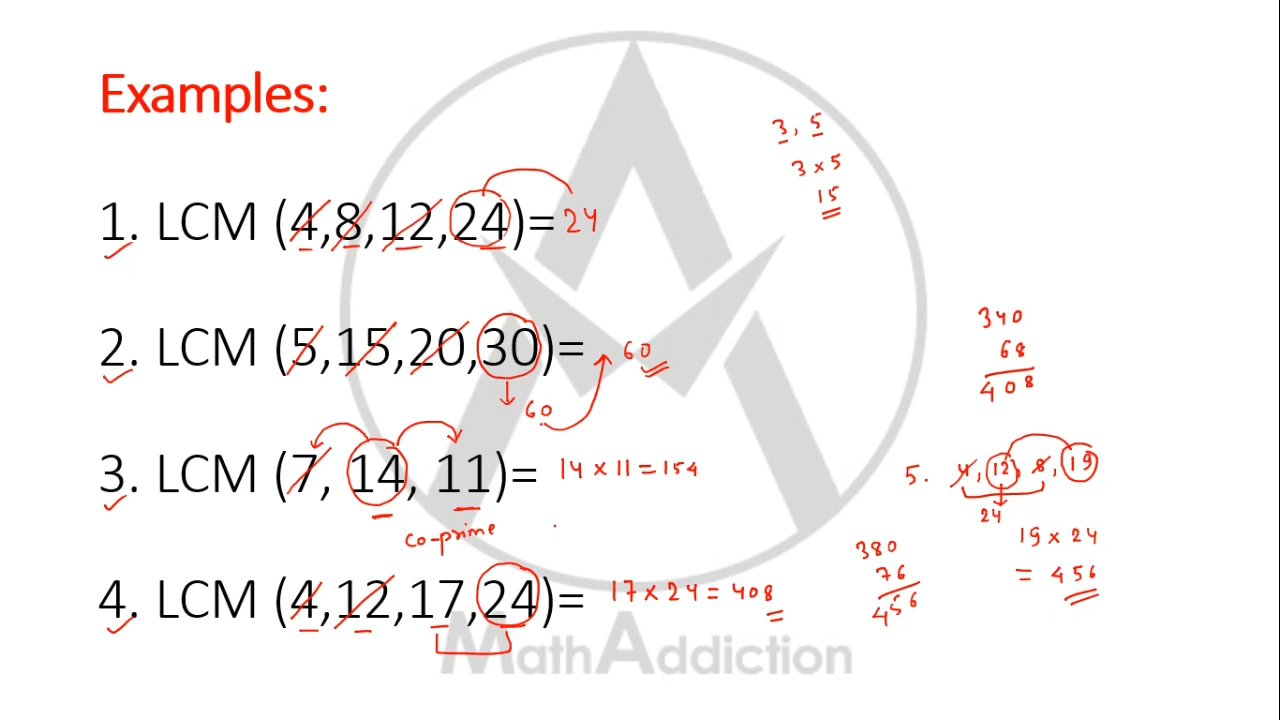 Examples:
3, 5
3 x 5
15
1. LCM (4,8,12,24)= 24
2. LCM (5,15,20,30)= 60
60
340
68
408
3. LCM (7, 14, 11)= 14 x 11 = 154
co-prime
5. 4, 12, 8, 19
24
19 x 24
= 456
380
76
456
4. LCM (4,12,17,24)= 17 x 24 = 408
MathAddiction